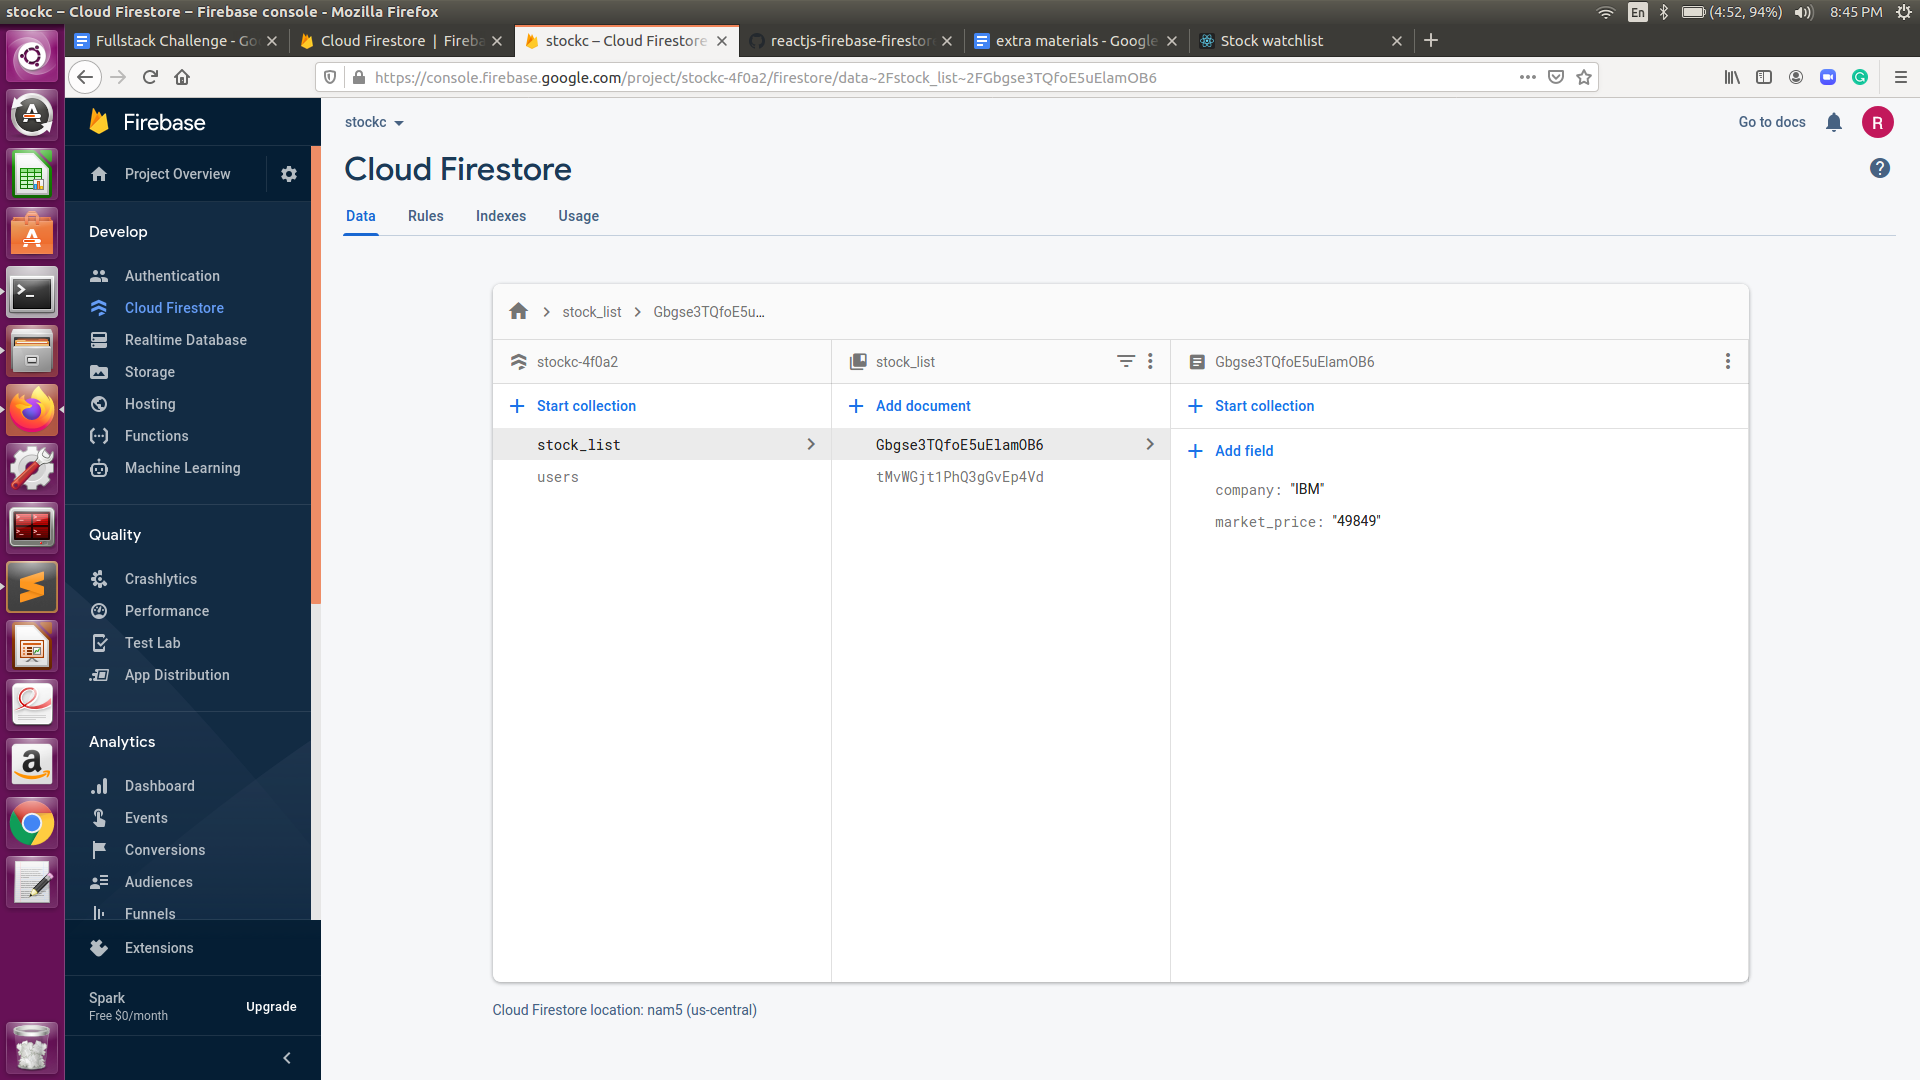 stockc – Cloud Firestore – Firebase console - Mozilla Firefox
En
(4:52, 94%)
8:45 PM
Fullstack Challenge - Go
Cloud Firestore | Fireba
stockc – Cloud Firestore
reactjs-firebase-firestore
extra materials - Google
Stock watchlist
https://console.firebase.google.com/project/stockc-4f0a2/firestore/data~2Fstock_list~2FGbgse3TQfoE5uElamOB6
Firebase
Project Overview
Develop
Authentication
Cloud Firestore
Realtime Database
Storage
Hosting
Functions
Machine Learning
Quality
Crashlytics
Performance
Test Lab
App Distribution
Analytics
Dashboard
Events
Conversions
Audiences
Funnels
Extensions
Spark
Free $0/month
Upgrade
stockc
Go to docs
R
Cloud Firestore
Data
Rules
Indexes
Usage
stock_list
Gbgse3TQfoE5u...
stockc-4f0a2
Start collection
stock_list
users
stock_list
Add document
Gbgse3TQfoE5uElamOB6
tMvWGjt1PhQ3gGvEp4Vd
Gbgse3TQfoE5uElamOB6
Start collection
Add field
company: "IBM"
market_price: "49849"
Cloud Firestore location: nam5 (us-central)